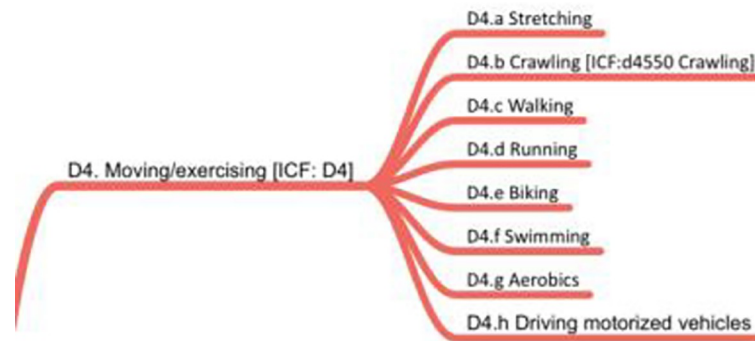 D4. Moving/exercising [ICF: D4]
D4.a Stretching
D4.b Crawling [ICF:d4550 Crawling]
D4.c Walking
D4.d Running
D4.e Biking
D4.f Swimming
D4.g Aerobics
D4.h Driving motorized vehicles